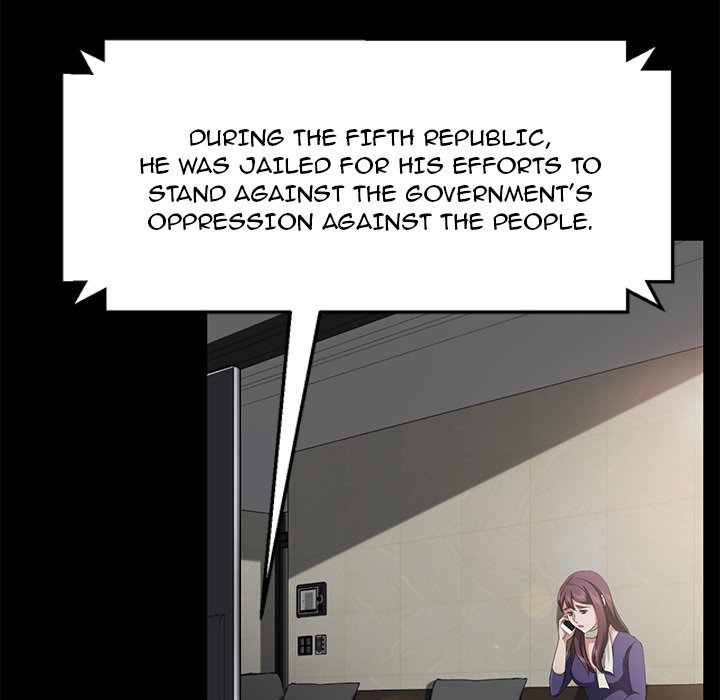 DURING THE FIFTH REPUBLIC,
HE WAS JAILED FOR HIS EFFORTS TO
STAND AGAINST THE GOVERNMENT'S
OPPRESSION AGAINST THE PEOPLE.